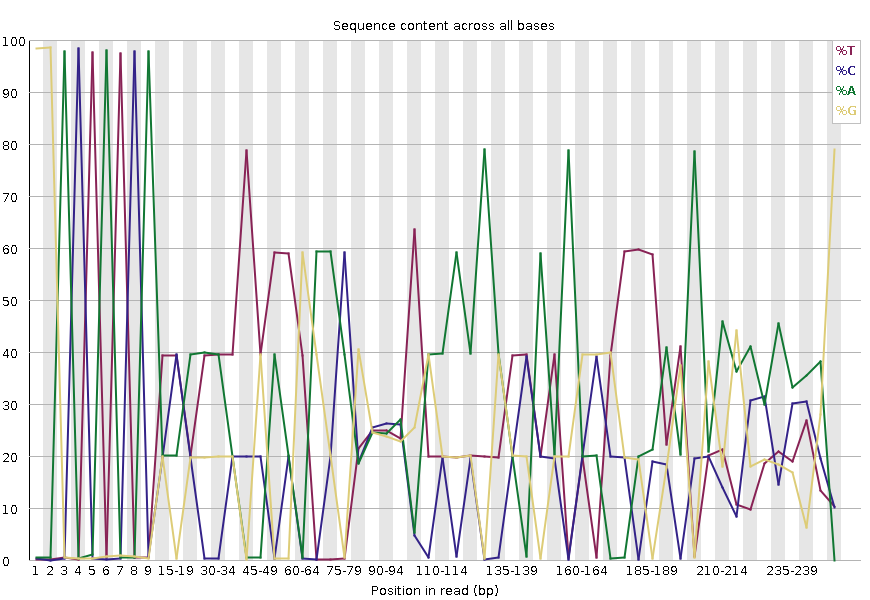 Sequence content across all bases
100
90
80
70
60
50
40
30
20
10
0
%T
%C
%A
%G
1 2 3 4 5 6 7 8 9 15-19 30-34 45-49 60-64 75-79 90-94 110-114 135-139 160-164 185-189 210-214 235-239
Position in read (bp)